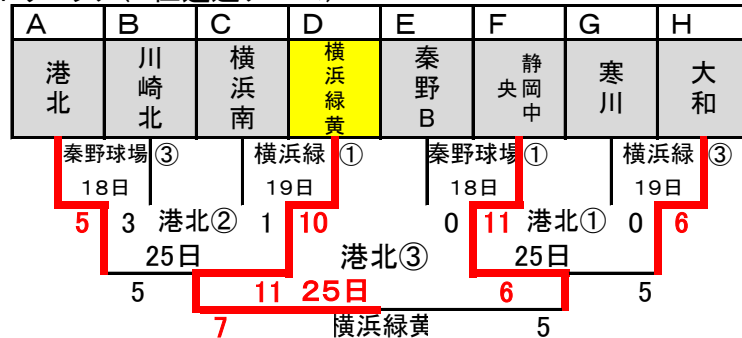 A B C D E F G H
港北 川崎北 横浜南 横浜緑黄 秦野B 静岡中央 寒川 大和
秦野球場③ 横浜緑① 秦野球場① 横浜緑③
18日 19日 18日 19日
5 3 港北② 1 10 0 11 港北① 0 6
25日 港北③ 25日
5 11 25日 6 5
7 横浜緑黄 5